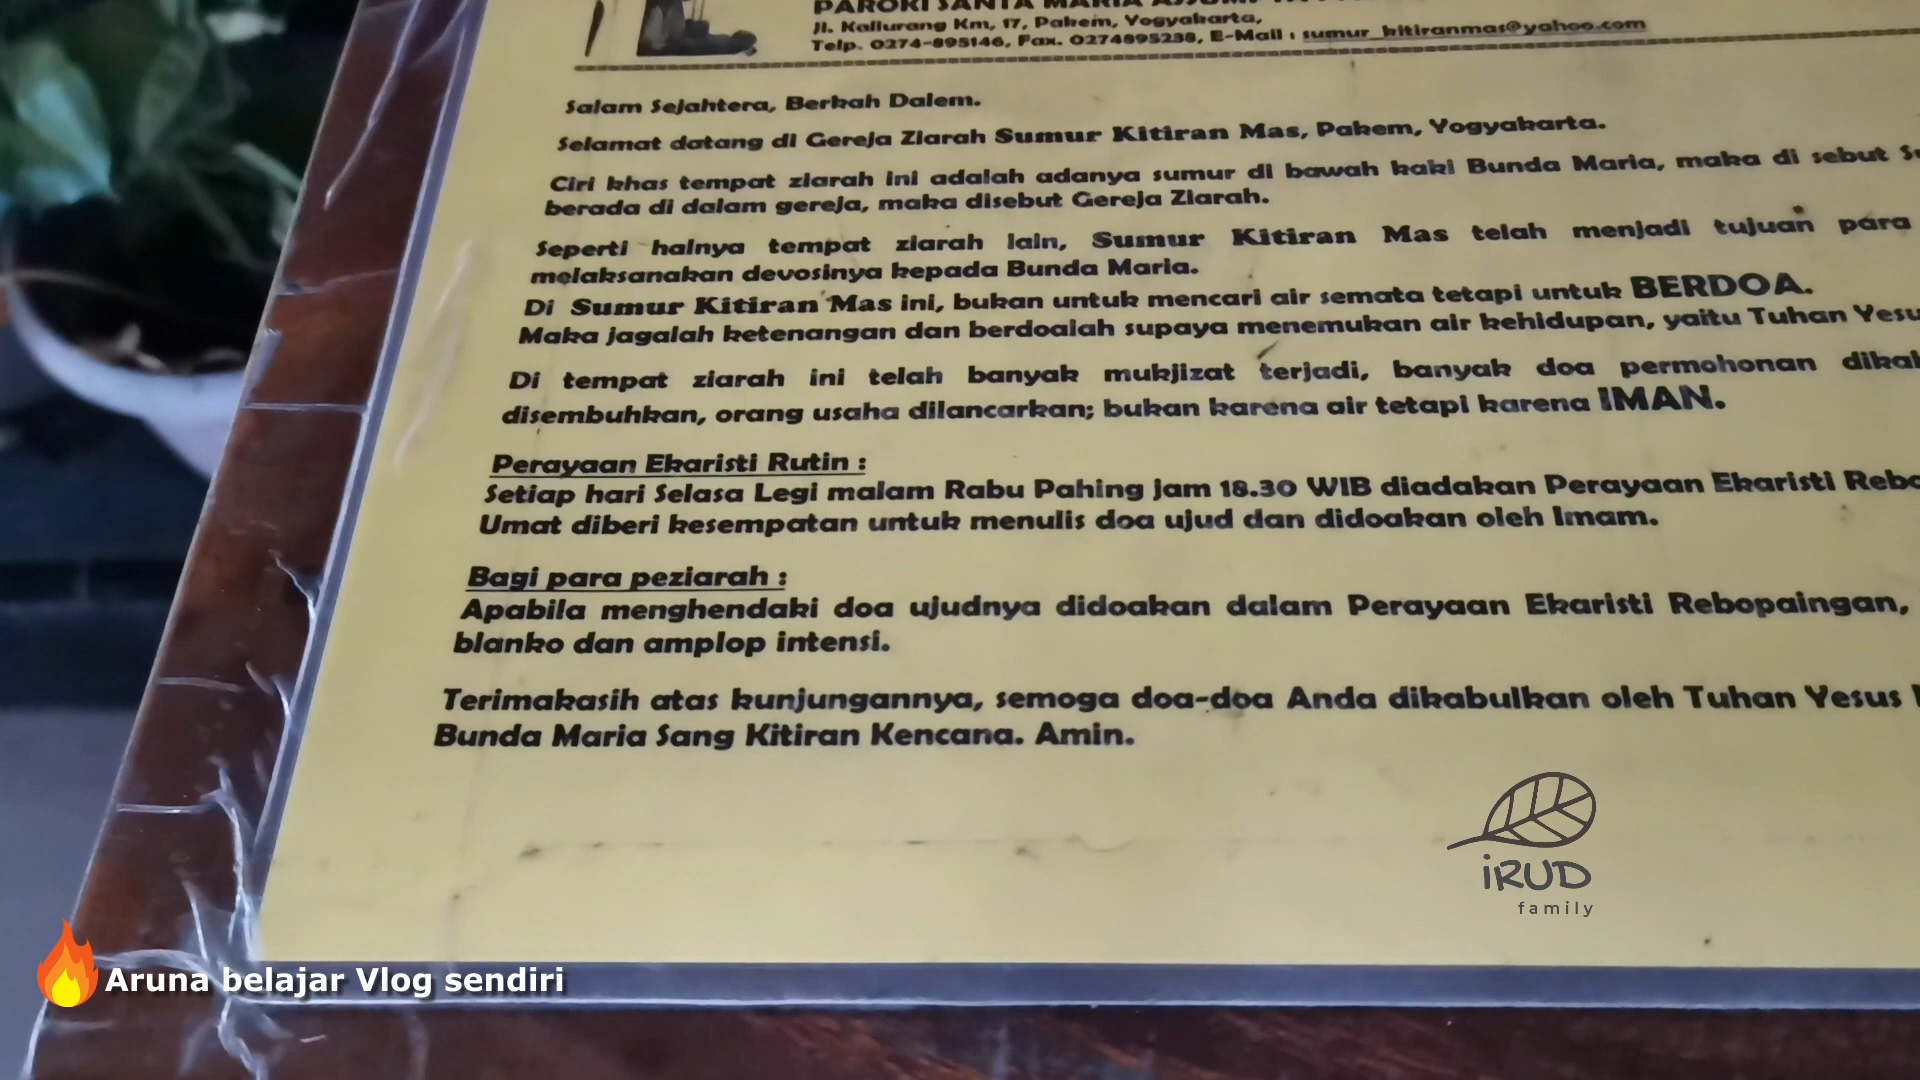 PAROKI SANTA MARIA
Jl. Kaliurang Km, 17, Pakem, Yogyakarta,
Telp. 0274-895146, Fax. 0274895238, E-Mail : sumur_kitiranmas@yahoo.com
Salam Sejahtera, Berkah Dalem.
Selamat datang di Gereja Ziarah Sumur Kitiran Mas, Pakem, Yogyakarta.
Ciri khas tempat ziarah ini adalah adanya sumur di bawah kaki Bunda Maria, maka di sebut
berada di dalam gereja, maka disebut Gereja Ziarah.
Seperti halnya tempat ziarah lain, Sumur Kitiran Mas telah menjadi tujuan para
melaksanakan devosinya kepada Bunda Maria.
Di Sumur Kitiran Mas ini, bukan untuk mencari air semata tetapi untuk BERDOA.
Maka jagalah ketenangan dan berdoalah supaya menemukan air kehidupan, yaitu Tuhan
Di tempat ziarah ini telah banyak mukjizat terjadi, banyak doa permohonan
disembuhkan, orang usaha dilancarkan; bukan karena air tetapi karena IMAN.
Perayaan Ekaristi Rutin :
Setiap hari Selasa Legi malam Rabu Pahing jam 18.30 WIB diadakan Perayaan Ekaristi
Umat diberi kesempatan untuk menulis doa ujud dan didoakan oleh Imam.
Bagi para peziarah :
Apabila menghendaki doa ujudnya didoakan dalam Perayaan Ekaristi Rebopaingan,
blanko dan amplop intensi.
Terimakasih atas kunjungannya, semoga doa-doa Anda dikabulkan oleh Tuhan Yesus
Bunda Maria Sang Kitiran Kencana. Amin.
iRUD
family
Aruna belajar Vlog sendiri